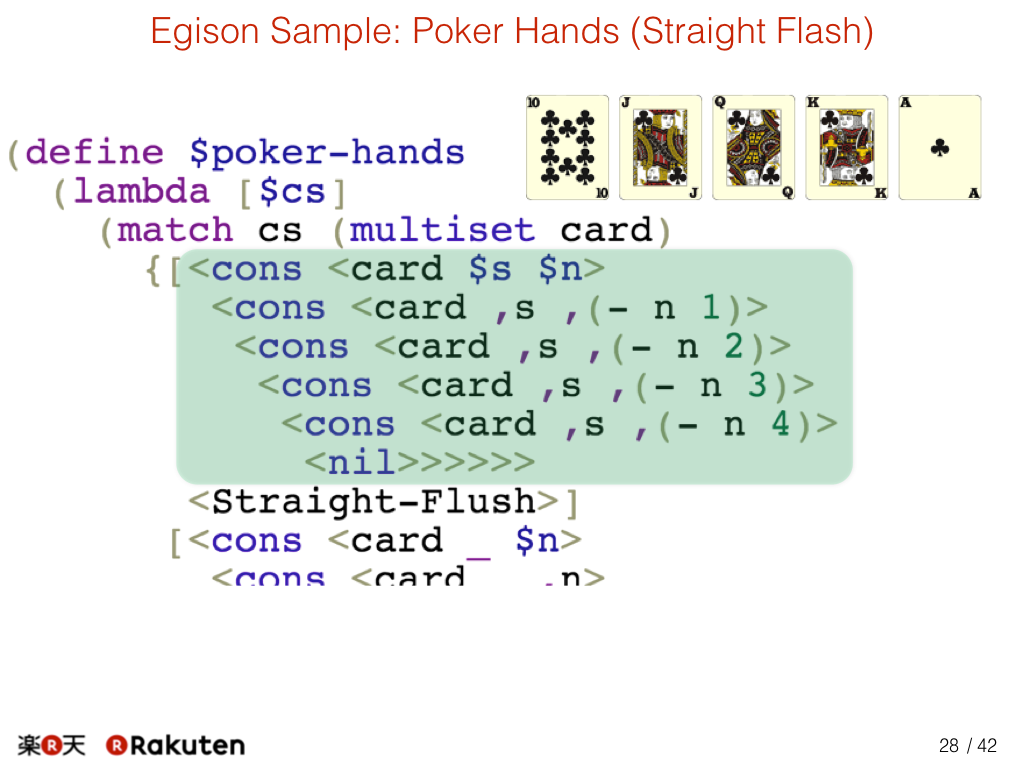 Egison Sample: Poker Hands (Straight Flash)
10 J Q K A
10 J Q K A
(define $poker-hands
(lambda [$cs]
(match cs (multiset card)
{[<cons <card $s $n>
<cons <card ,s ,(- n 1)>
<cons <card ,s ,(- n 2)>
<cons <card ,s ,(- n 3)>
<cons <card ,s ,(- n 4)>
<nil>>>>>>
<Straight-Flush>]
[<cons <card _ $n>
<cons <card ,n>
楽R天 R Rakuten
28 / 42